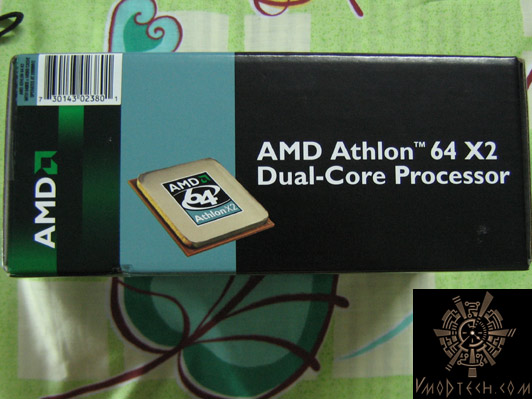 7 30143 02380 1
AMD
AMD
64
Athlon X2
AMD Athlon™ 64 X2
Dual-Core Processor
VmoDtech.com